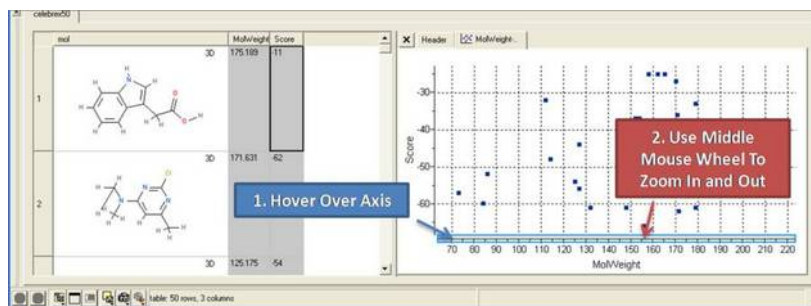 celebrex50
mol MolWeight Score
Header MolWeight-..
1 3D 175.189 -11
2 3D 171.631 -62
3D 125.175 -54
H
N
H
H
H
H
H
O
C
H H
O
H
Cl
N
N
N
H
C
H
H
H
-30
-40
-50
-60
Score
70 80 90 100 110 120 130 140 150 160 170 180 190 200 210 220
MolWeight
1. Hover Over Axis
2. Use Middle
Mouse Wheel To
Zoom In and Out
table: 50 rows, 3 columns